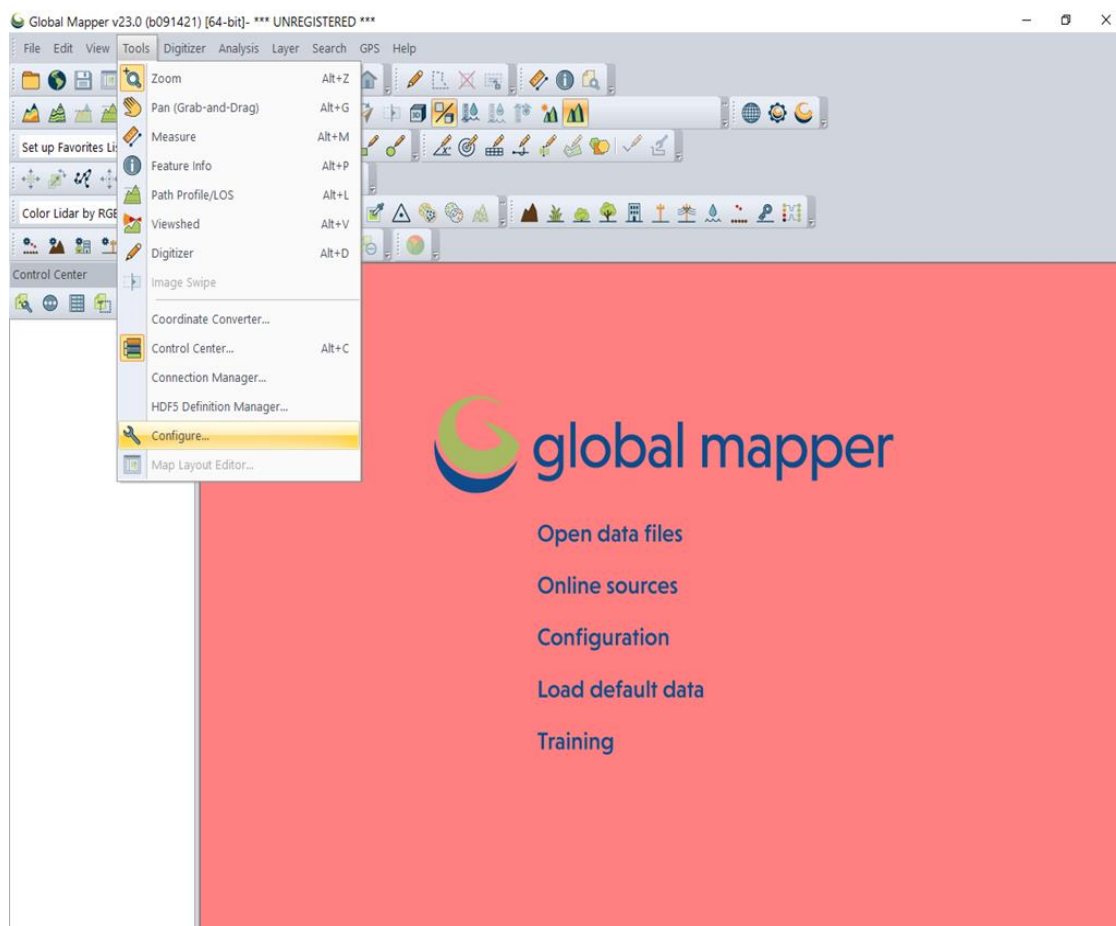 Global Mapper v23.0 (b091421) [64-bit]- *** UNREGISTERED ***
File Edit View Tools Digitizer Analysis Layer Search GPS Help
Zoom Alt+Z
Pan (Grab-and-Drag) Alt+G
Measure Alt+M
Set up Favorites Li
Feature Info Alt+P
Path Profile/LOS Alt+L
Color Lidar by RGB
Viewshed Alt+V
Digitizer Alt+D
Control Center
Image Swipe
Coordinate Converter...
Control Center... Alt+C
Connection Manager...
HDF5 Definition Manager...
Configure...
Map Layout Editor...
global mapper
Open data files
Online sources
Configuration
Load default data
Training